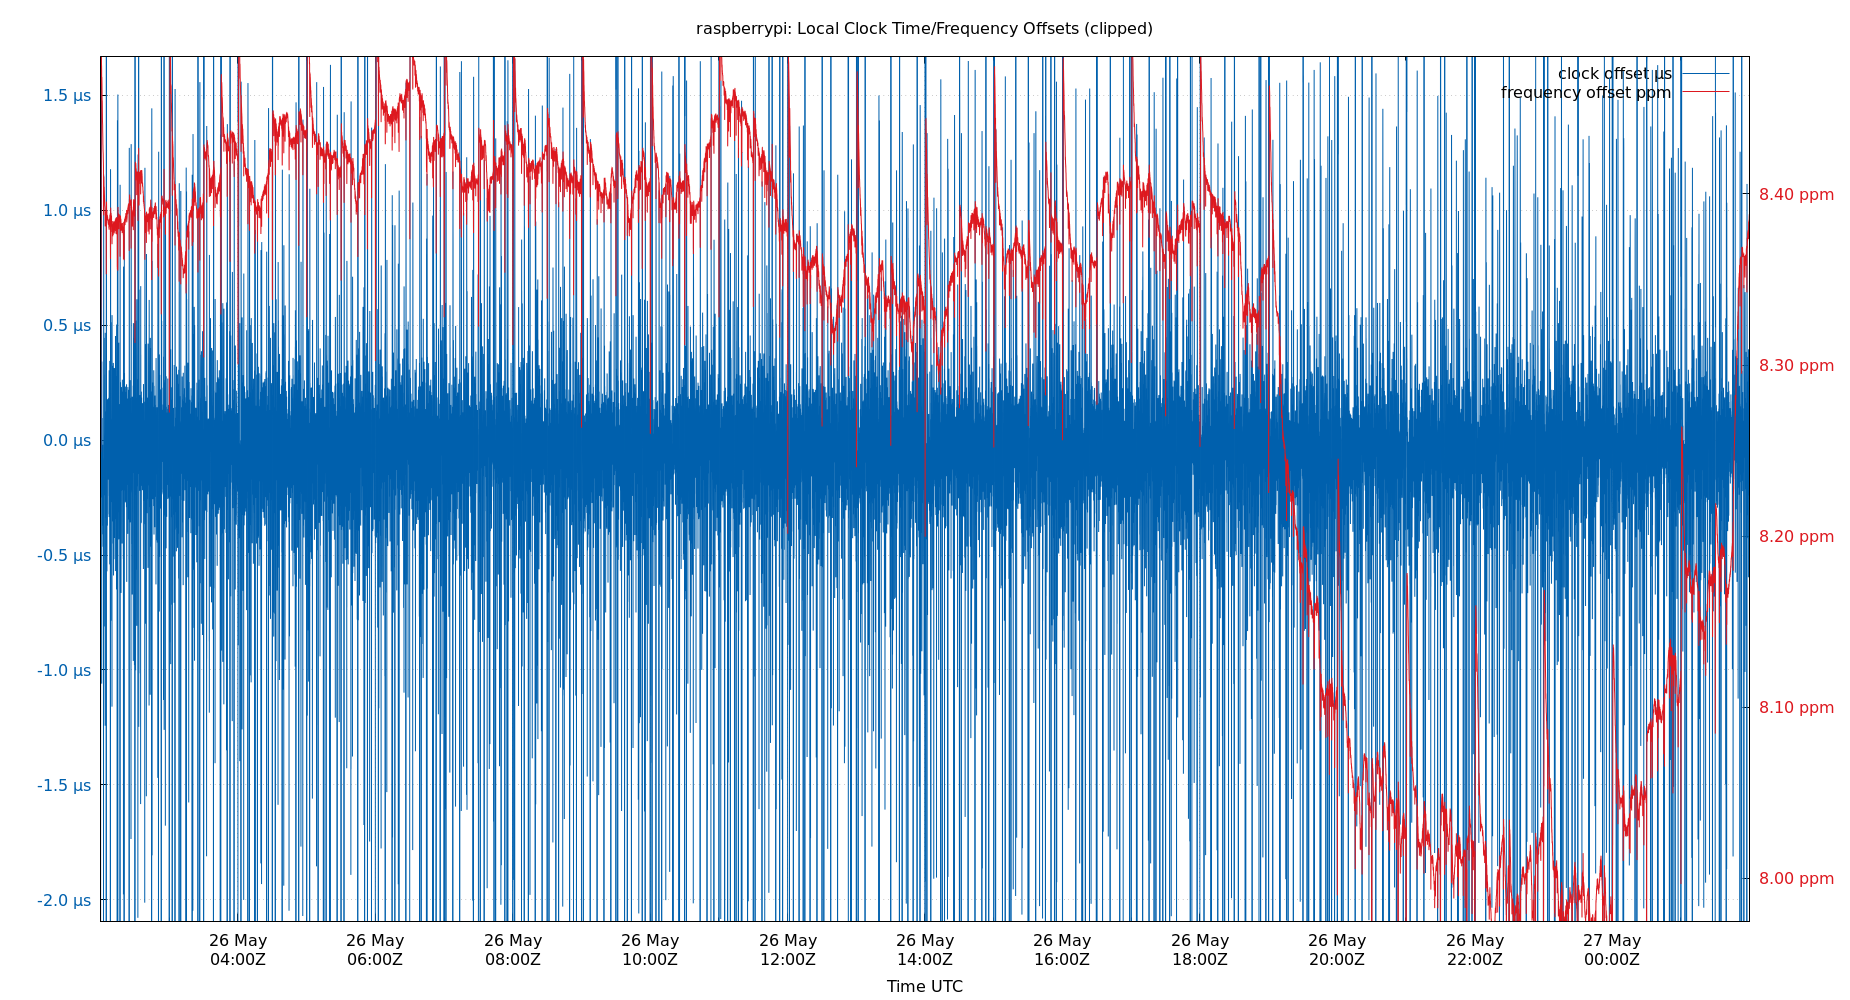 raspberrypi: Local Clock Time/Frequency Offsets (clipped)
clock offset µs
frequency offset ppm
1.5 µs
1.0 µs
0.5 µs
0.0 µs
-0.5 µs
-1.0 µs
-1.5 µs
-2.0 µs
8.40 ppm
8.30 ppm
8.20 ppm
8.10 ppm
8.00 ppm
26 May 26 May 26 May 26 May 26 May 26 May 26 May 26 May 26 May 26 May 27 May
04:00Z 06:00Z 08:00Z 10:00Z 12:00Z 14:00Z 16:00Z 18:00Z 20:00Z 22:00Z 00:00Z
Time UTC